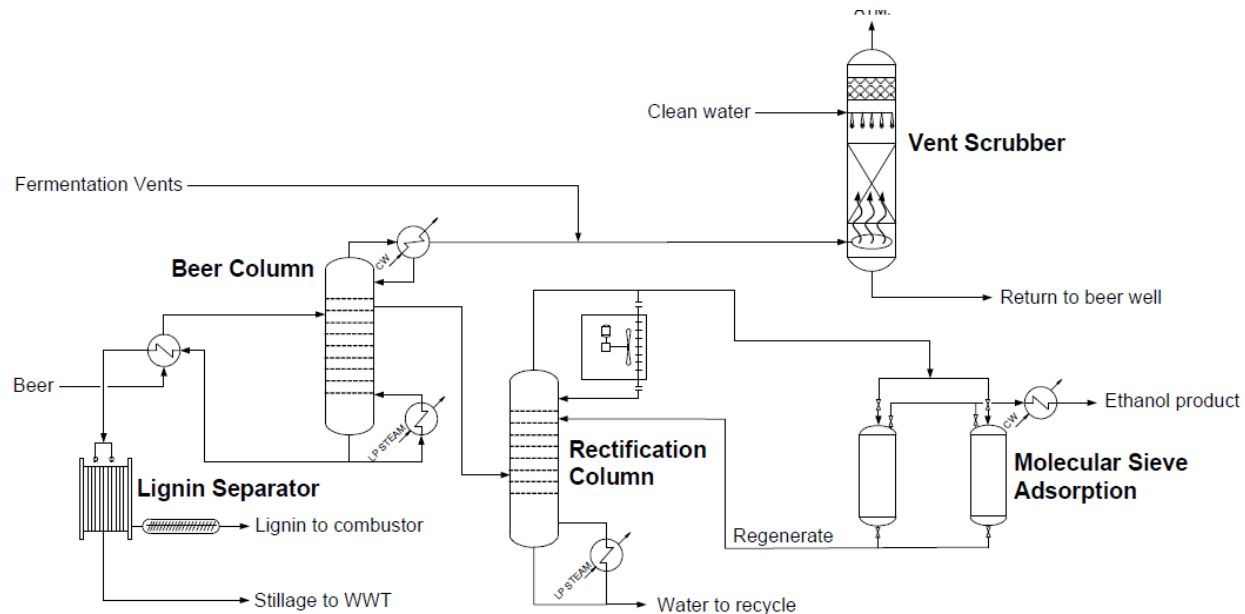 ATM.
Clean water
Vent Scrubber
Fermentation Vents
Beer Column
CW
Return to beer well
Beer
LP STEAM
CW
Ethanol product
Rectification
Column
Molecular Sieve
Adsorption
Lignin Separator
Lignin to combustor
Regenerate
LP STEAM
Stillage to WWT
Water to recycle